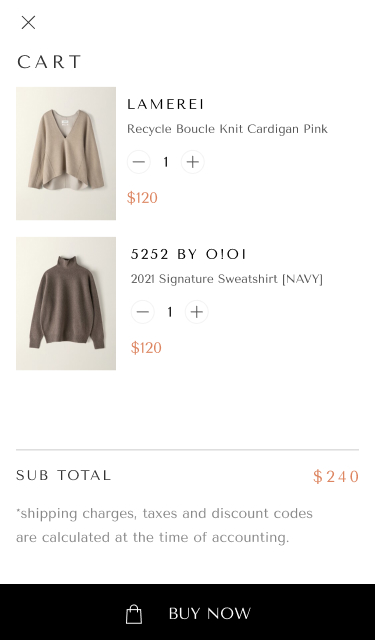 CART
LAMEREI
Recycle Boucle Knit Cardigan Pink
1
$120
5252 BY O!OI
2021 Signature Sweatshirt [NAVY]
1
$120
SUB TOTAL $240
*shipping charges, taxes and discount codes
are calculated at the time of accounting.
BUY NOW